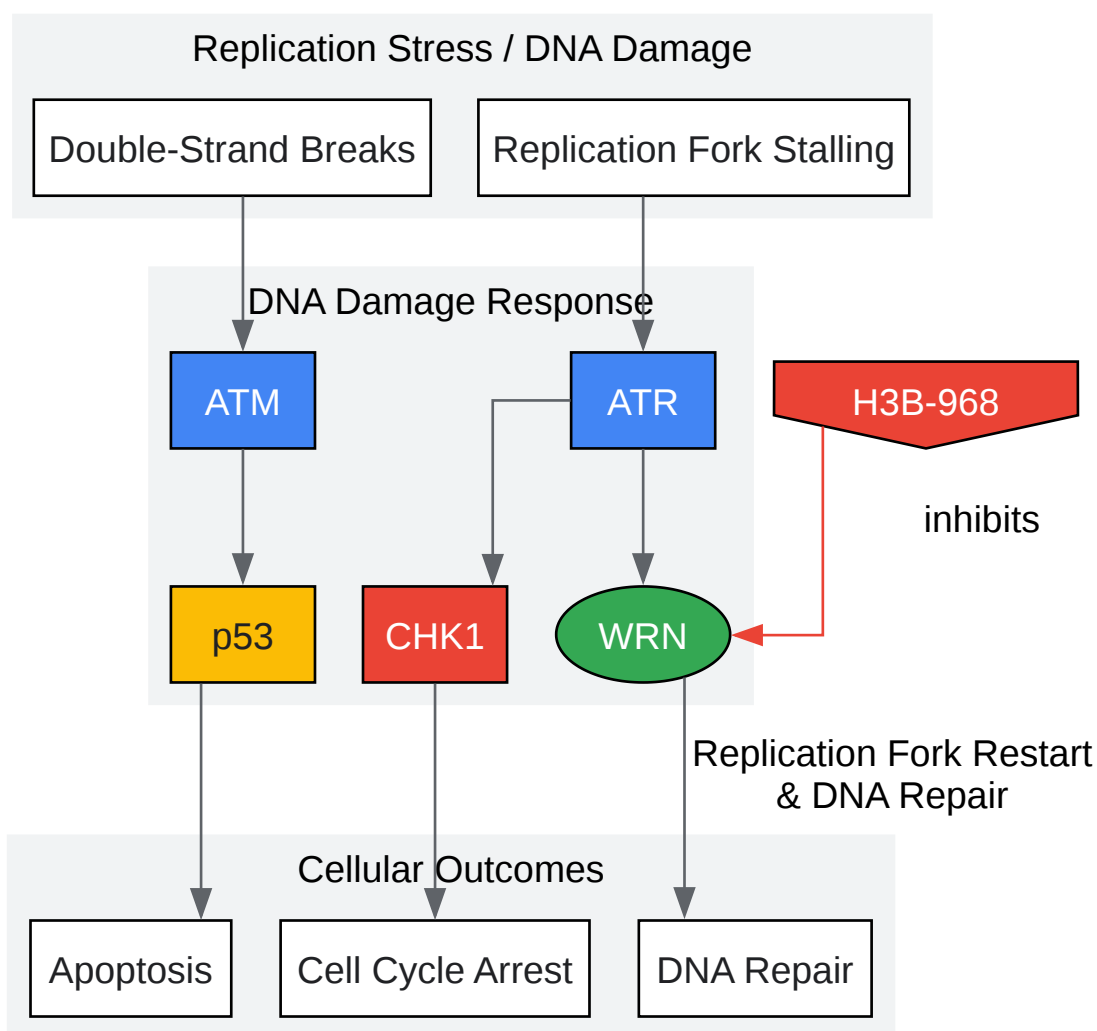 Replication Stress / DNA Damage
Double-Strand Breaks
Replication Fork Stalling
DNA Damage Response
ATM
ATR
H3B-968
inhibits
p53
CHK1
WRN
Replication Fork Restart
& DNA Repair
Cellular Outcomes
Apoptosis
Cell Cycle Arrest
DNA Repair